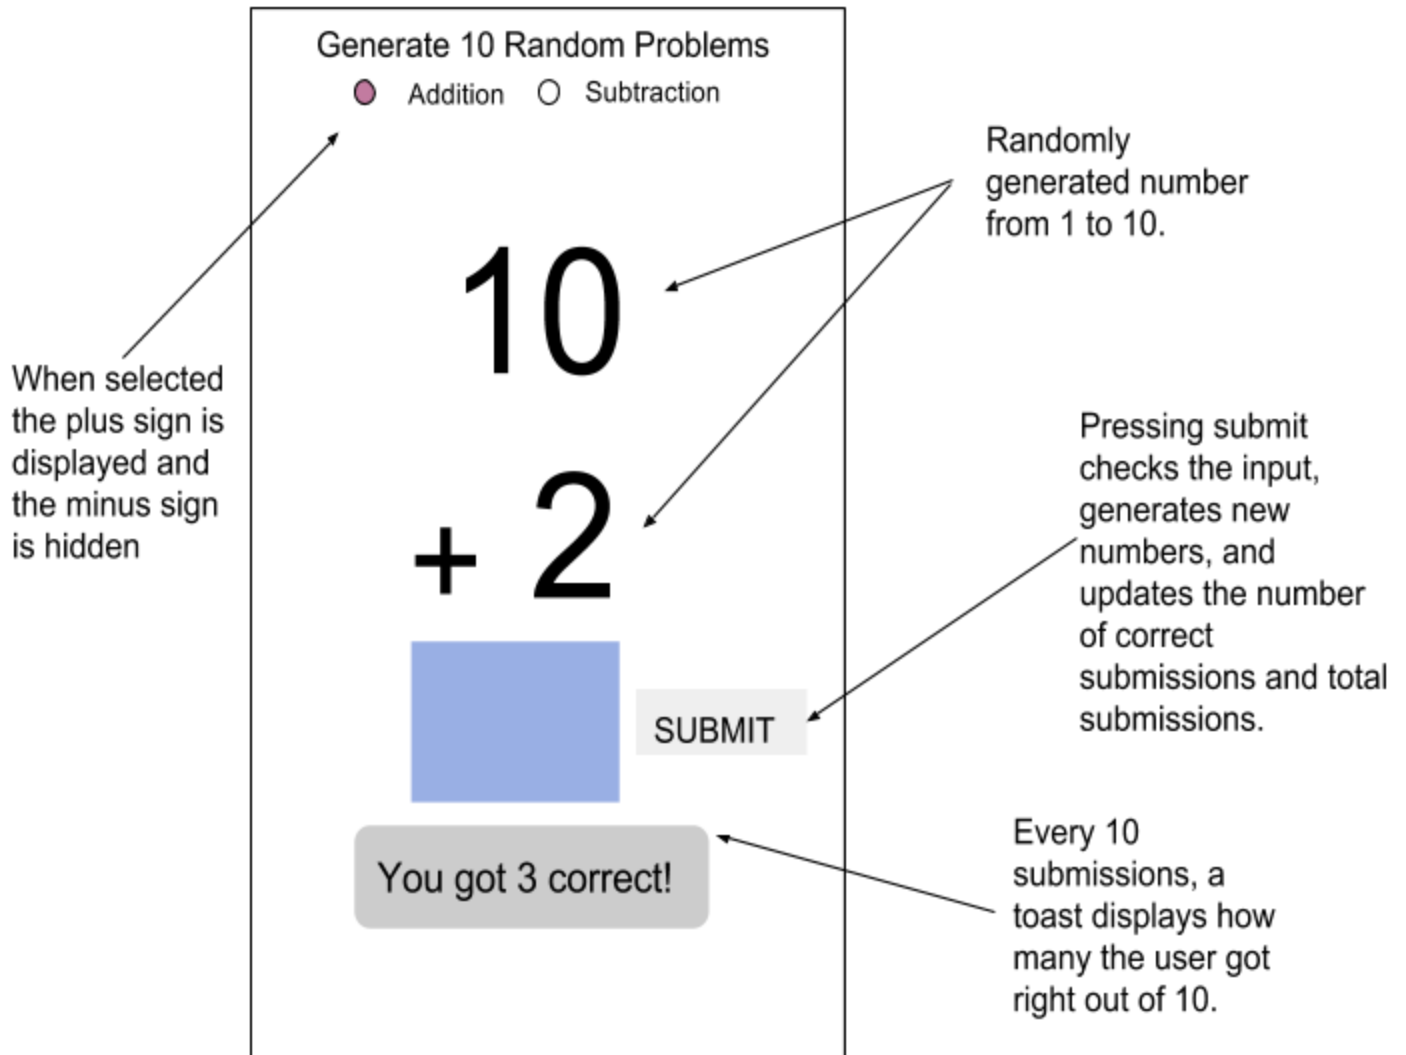 Generate 10 Random Problems
Addition
Subtraction
Randomly
generated number
from 1 to 10.
10
When selected
the plus sign is
displayed and
the minus sign
is hidden
+ 2
Pressing submit
checks the input,
generates new
numbers, and
updates the number
of correct
submissions and total
submissions.
SUBMIT
You got 3 correct!
Every 10
submissions, a
toast displays how
many the user got
right out of 10.